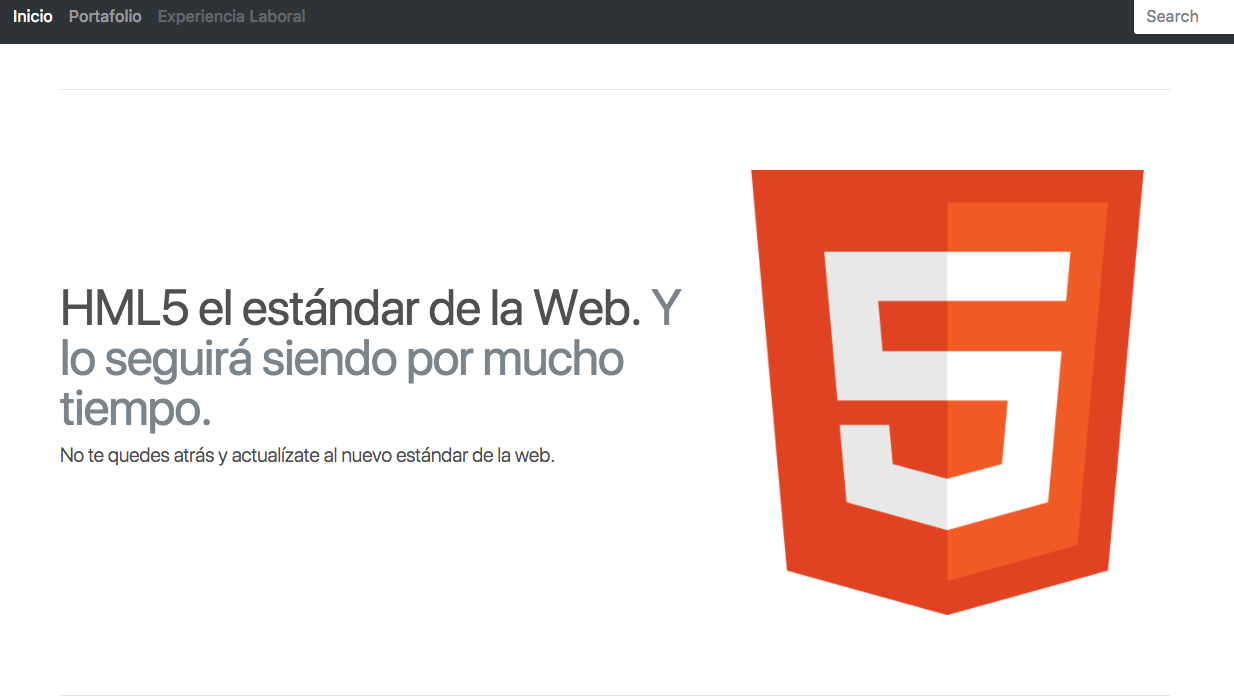 Inicio Portafolio Experiencia Laboral Search
HML5 el estándar de la Web. Y
lo seguirá siendo por mucho
tiempo.
No te quedes atrás y actualízate al nuevo estándar de la web.
5